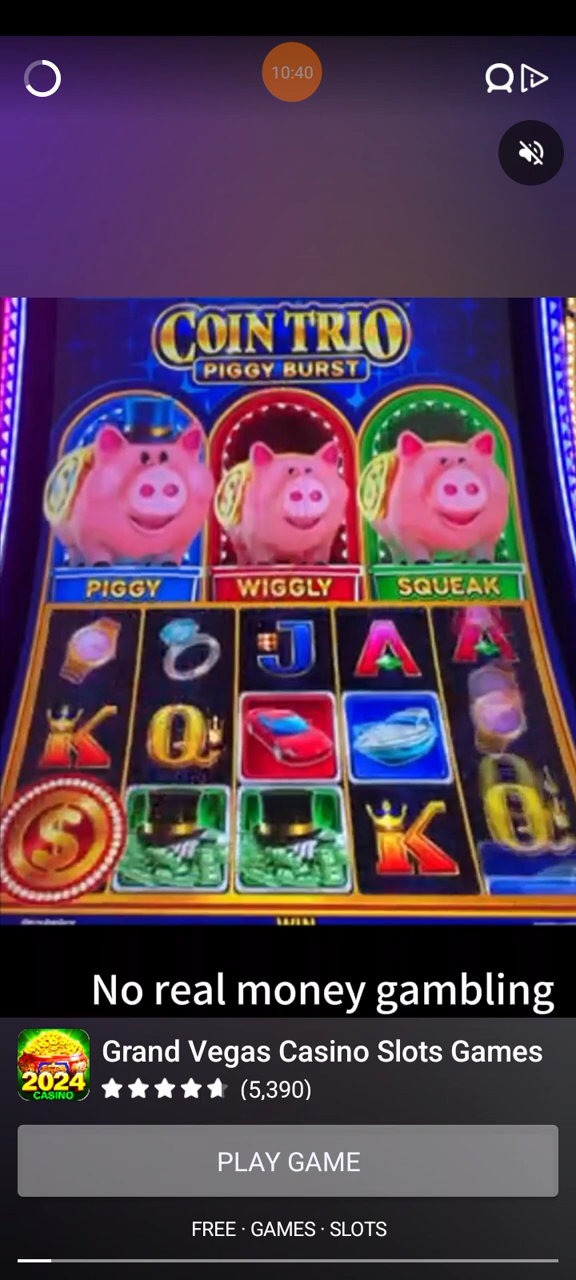 10:40
COIN TRIO
PIGGY BURST
PIGGY
WIGGLY
SQUEAK
J
A
A
K
Q
$
K
Q
WIN
No real money gambling
Grand Vegas Casino Slots Games
2024
CASINO
(5,390)
PLAY GAME
FREE · GAMES · SLOTS